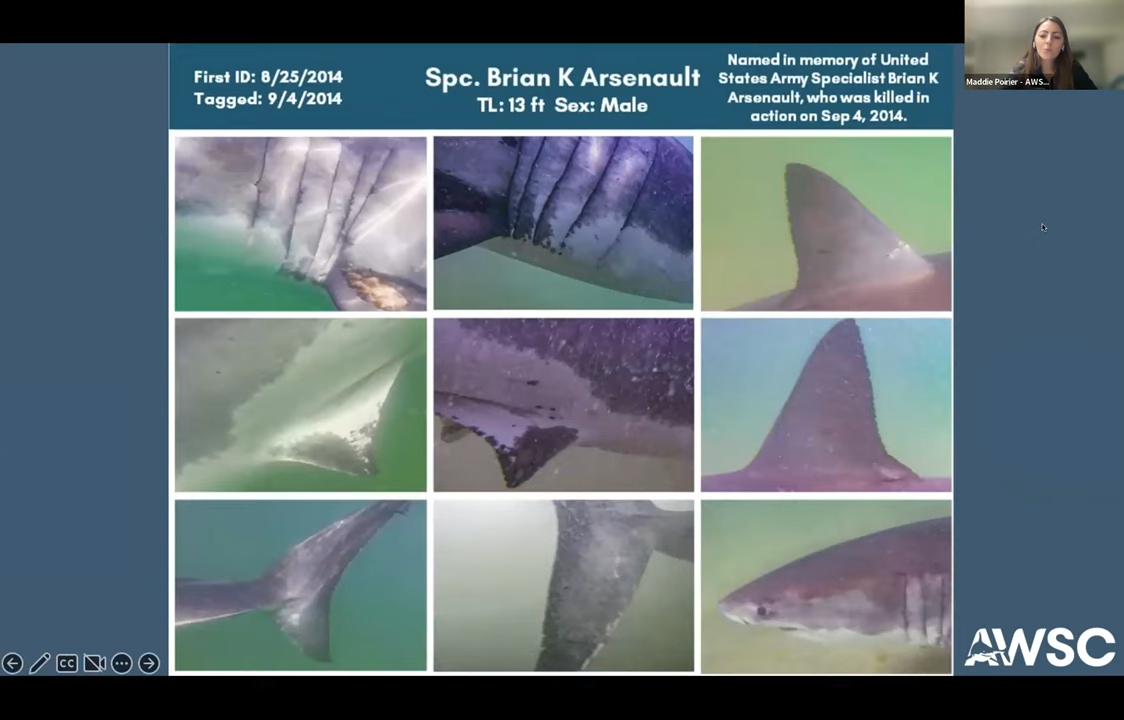 First ID: 8/25/2014
Tagged: 9/4/2014
Spc. Brian K Arsenault
TL: 13 ft Sex: Male
Named in memory of United
States Army Specialist Brian K
Arsenault, who was killed in
action on Sep 4, 2014.
Maddie Poirier - AWS...
CC
AWSC